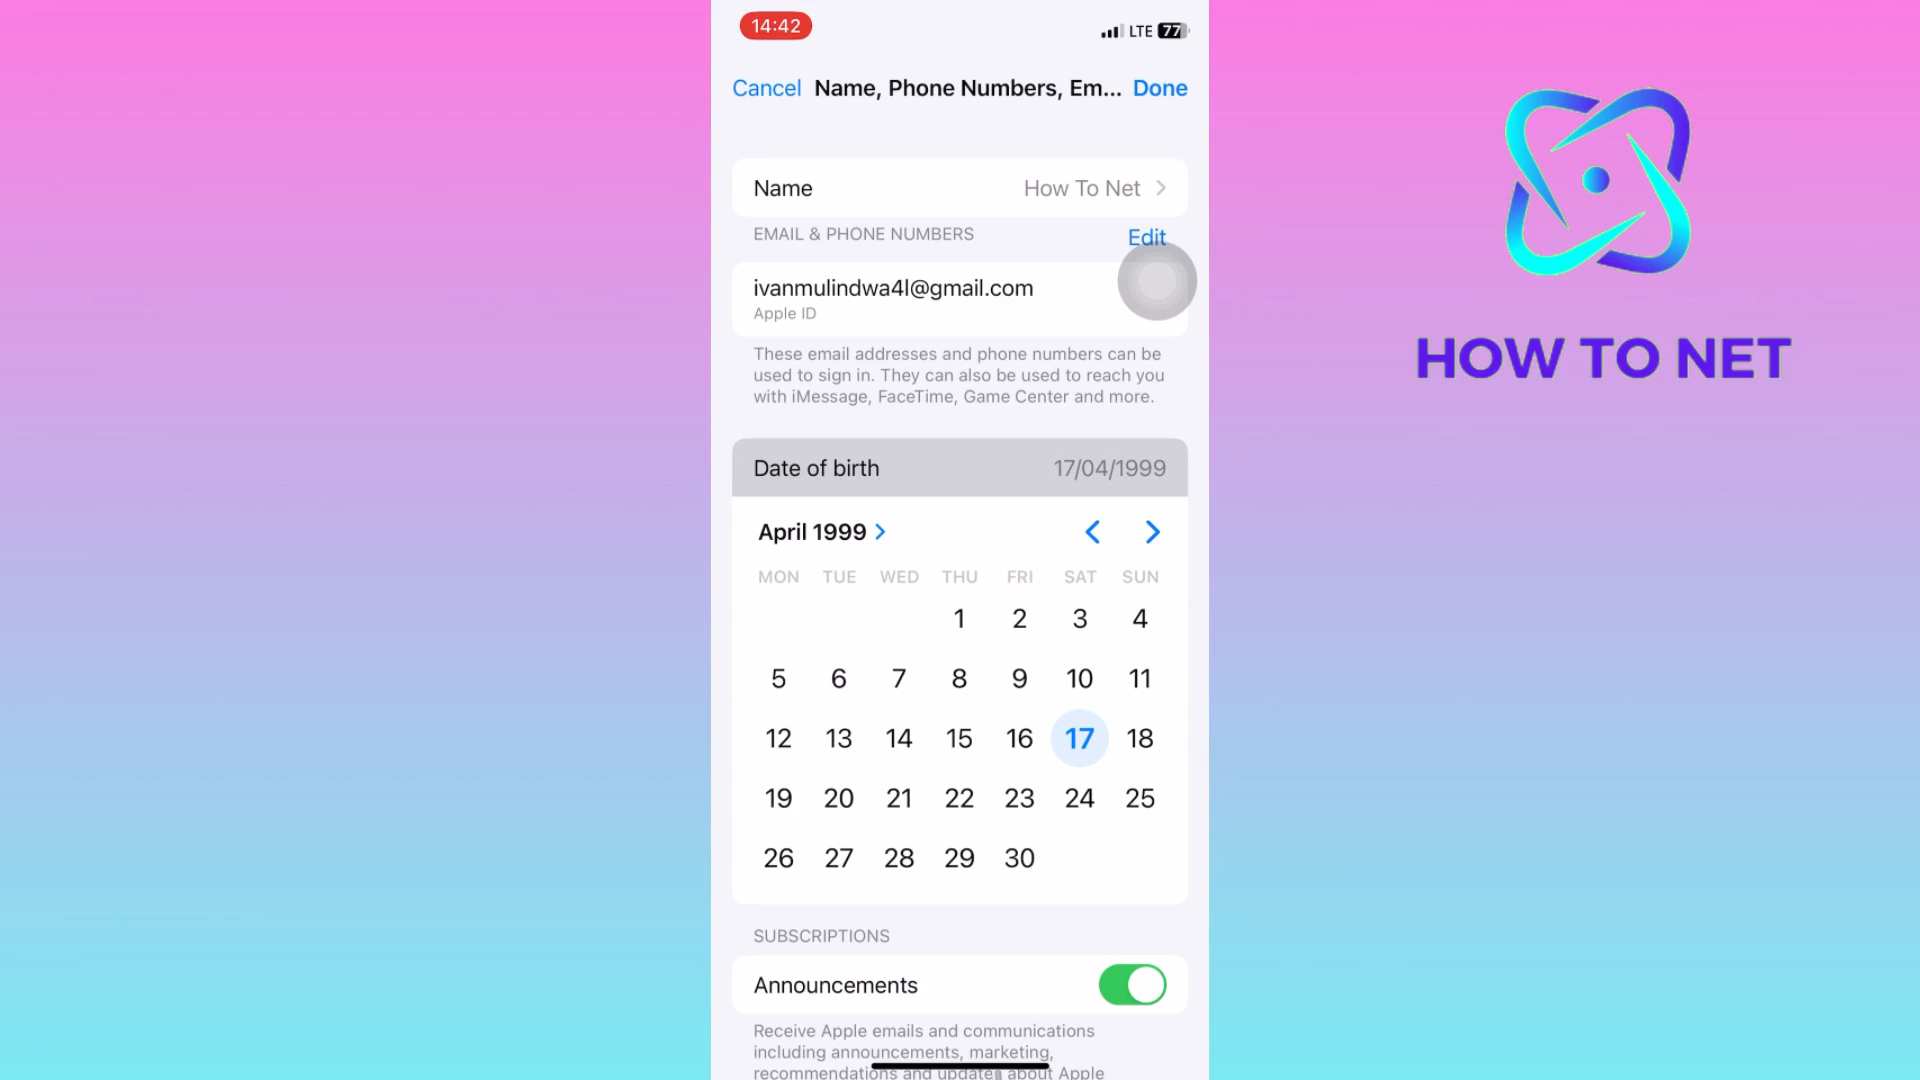 14:42
LTE 77
Cancel Name, Phone Numbers, Em... Done
Name How To Net
EMAIL & PHONE NUMBERS Edit
ivanmulindwa4l@gmail.com
Apple ID
These email addresses and phone numbers can be
used to sign in. They can also be used to reach you
with iMessage, FaceTime, Game Center and more.
Date of birth 17/04/1999
April 1999
MON TUE WED THU FRI SAT SUN
1 2 3 4
5 6 7 8 9 10 11
12 13 14 15 16 17 18
19 20 21 22 23 24 25
26 27 28 29 30
SUBSCRIPTIONS
Announcements
Receive Apple emails and communications
including announcements, marketing,
recommendations and updates about Apple
HOW TO NET